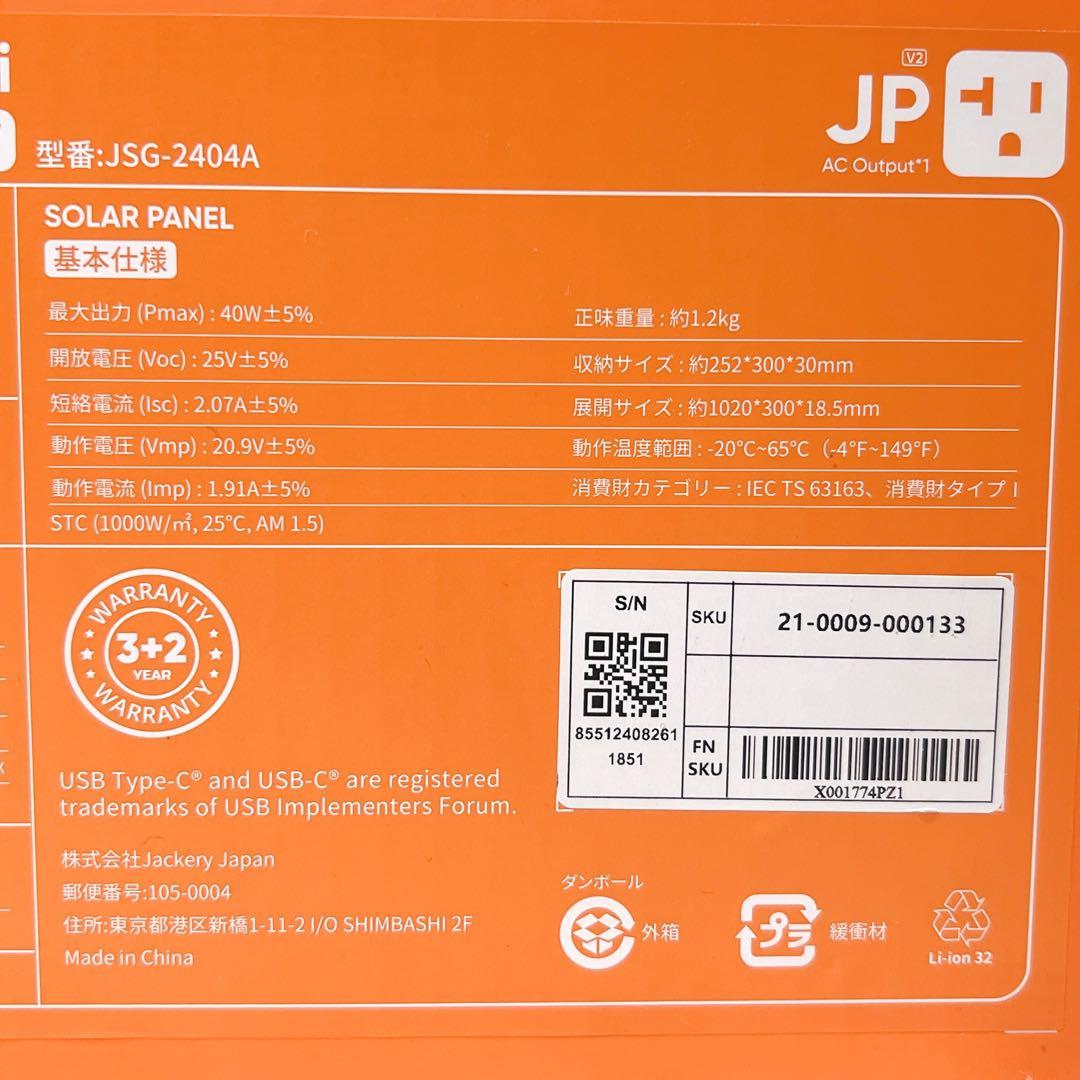 型番:JSG-2404A
V2
JP
AC Output*1
SOLAR PANEL
基本仕様
最大出力 (Pmax) : 40W±5%
開放電圧 (Voc) : 25V±5%
短絡電流 (Isc) : 2.07A±5%
動作電圧 (Vmp) : 20.9V±5%
動作電流 (Imp) : 1.91A±5%
STC (1000W/㎡, 25℃, AM 1.5)
正味重量 : 約1.2kg
収納サイズ : 約252*300*30mm
展開サイズ : 約1020*300*18.5mm
動作温度範囲 : -20℃~65℃（-4°F~149°F）
消費財カテゴリー : IEC TS 63163、消費財タイプ I
WARRANTY
3+2
YEAR
WARRANTY
S/N
85512408261
1851
SKU
21-0009-000133
FN
SKU
X001774PZ1
USB Type-C® and USB-C® are registered
trademarks of USB Implementers Forum.
株式会社Jackery Japan
郵便番号:105-0004
住所:東京都港区新橋1-11-2 I/O SHIMBASHI 2F
Made in China
ダンボール
外箱
プラ
緩衝材
Li-ion 32